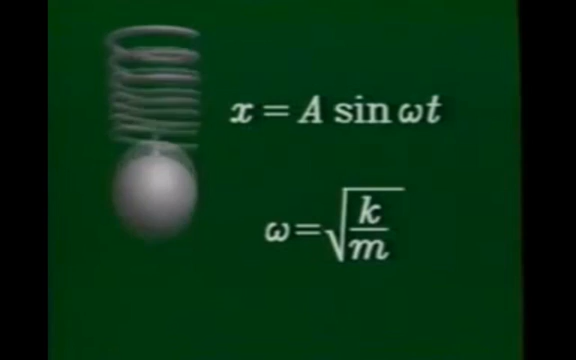 x = A sin ωt
ω = √(k/m)